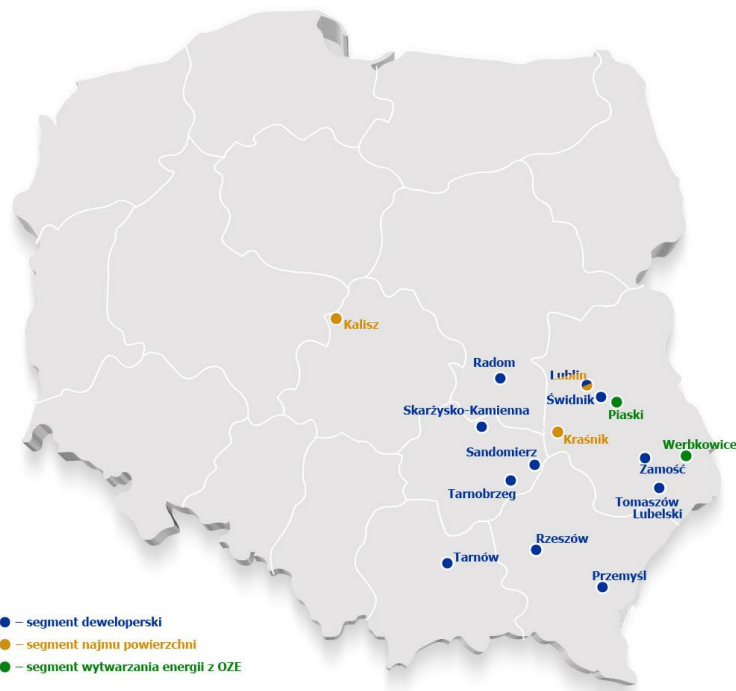 Kalisz
Radom
Lublin
Świdnik
Piaski
Skarżysko-Kamienna
Kraśnik
Sandomierz
Werbkowice
Zamość
Tarnobrzeg
Tomaszów
Lubelski
Rzeszów
Tarnów
Przemyśl
– segment deweloperski
– segment najmu powierzchni
– segment wytwarzania energii z OZE